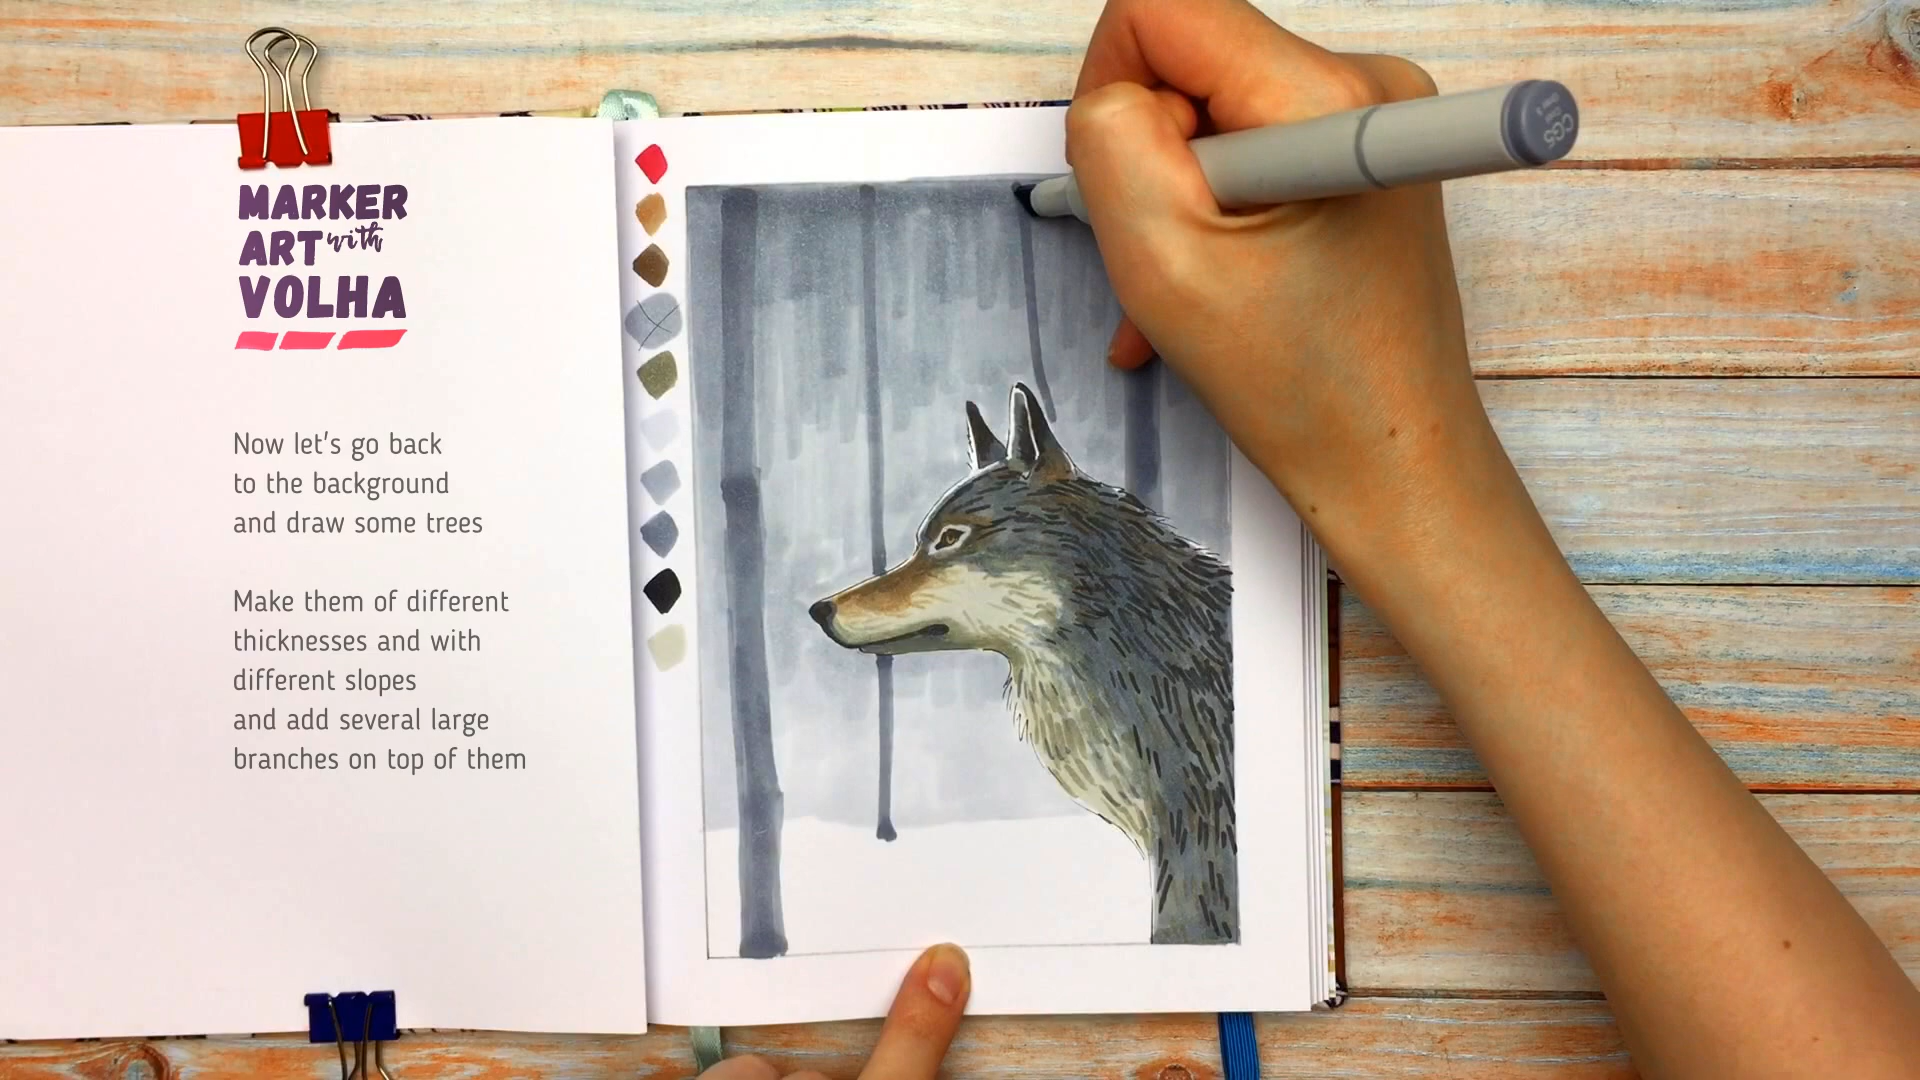 MARKER
ART with
VOLHA
Now let's go back
to the background
and draw some trees
Make them of different
thicknesses and with
different slopes
and add several large
branches on top of them
CG5